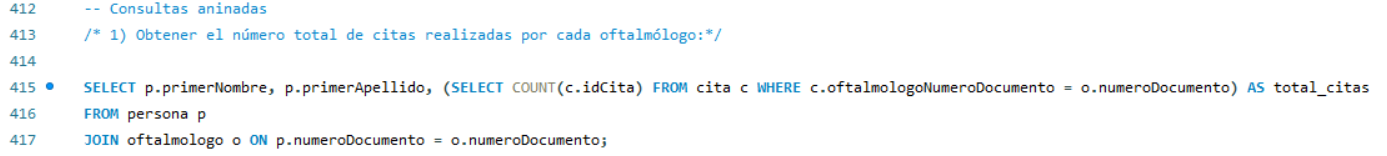 412 -- Consultas aninadas
413 /* 1) Obtener el número total de citas realizadas por cada oftalmólogo:*/
414
415 SELECT p.primerNombre, p.primerApellido, (SELECT COUNT(c.idCita) FROM cita c WHERE c.oftalmologoNumeroDocumento = o.numeroDocumento) AS total_citas
416 FROM persona p
417 JOIN oftalmologo o ON p.numeroDocumento = o.numeroDocumento;